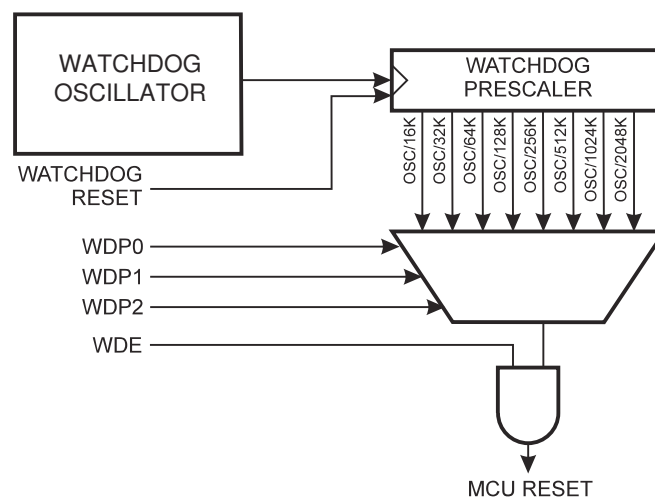 WATCHDOG
OSCILLATOR
WATCHDOG
PRESCALER
OSC/16K
OSC/32K
OSC/64K
OSC/128K
OSC/256K
OSC/512K
OSC/1024K
OSC/2048K
WATCHDOG
RESET
WDP0
WDP1
WDP2
WDE
MCU RESET